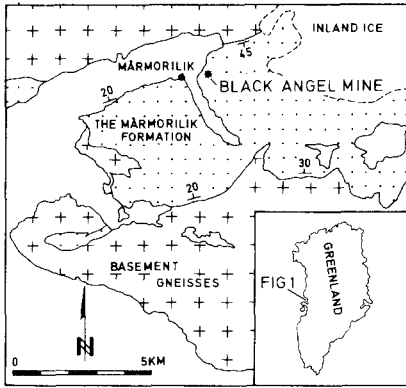 INLAND ICE
45
MÅRMORILIK
BLACK ANGEL MINE
20
THE MÅRMORILIK
FORMATION
20
30
BASEMENT
GNEISSES
GREENLAND
FIG 1
N
0 5KM